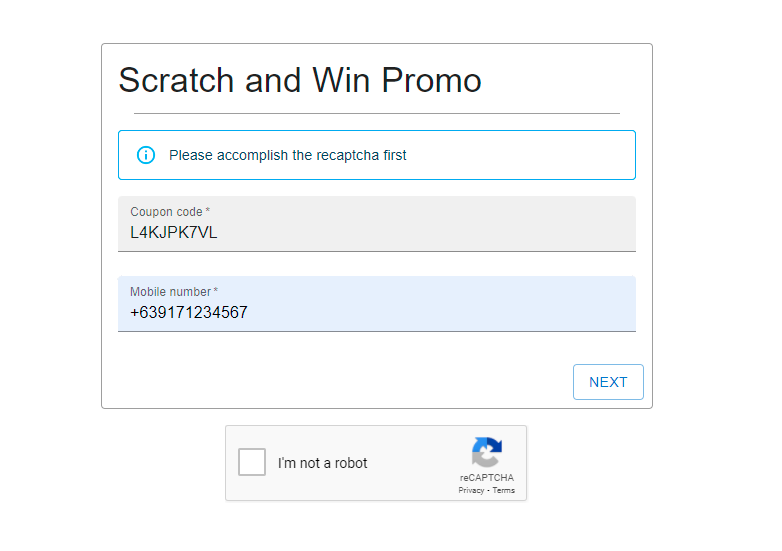 Scratch and Win Promo
Please accomplish the recaptcha first
Coupon code *
L4KJPK7VL
Mobile number *
+639171234567
NEXT
I'm not a robot
reCAPTCHA
Privacy - Terms